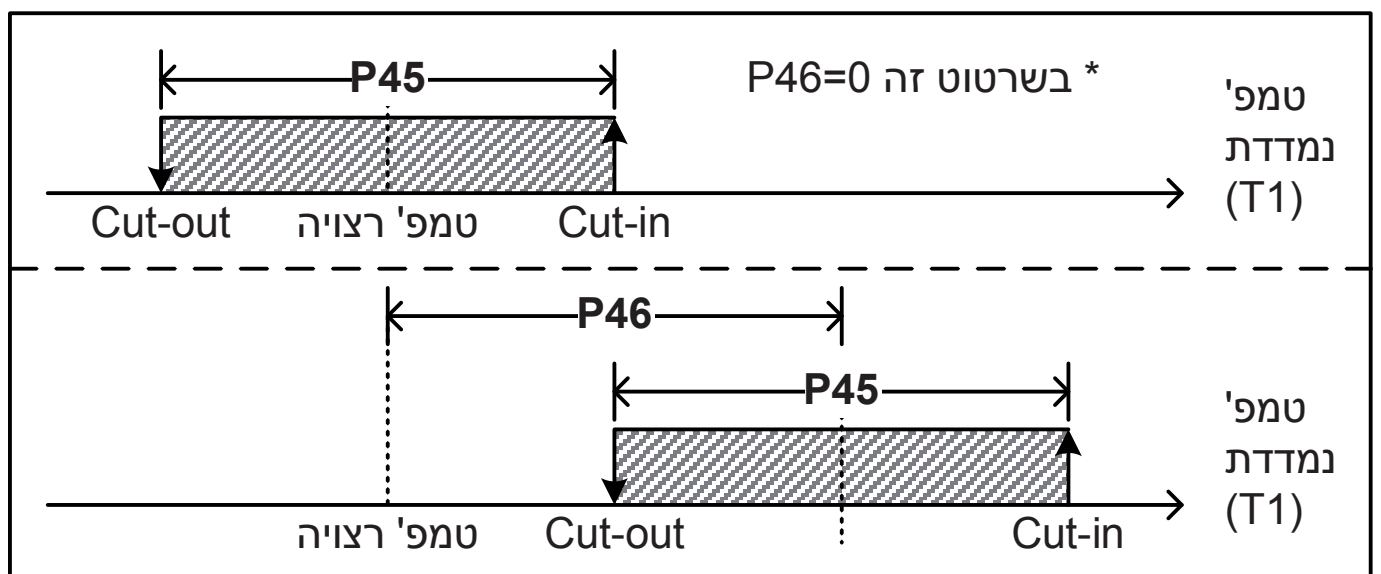 P45
* בשרטוט זה P46=0
טמפ'
נמדדת
(T1)
Cut-out
טמפ' רצויה
Cut-in
P46
P45
טמפ'
נמדדת
(T1)
טמפ' רצויה
Cut-out
Cut-in